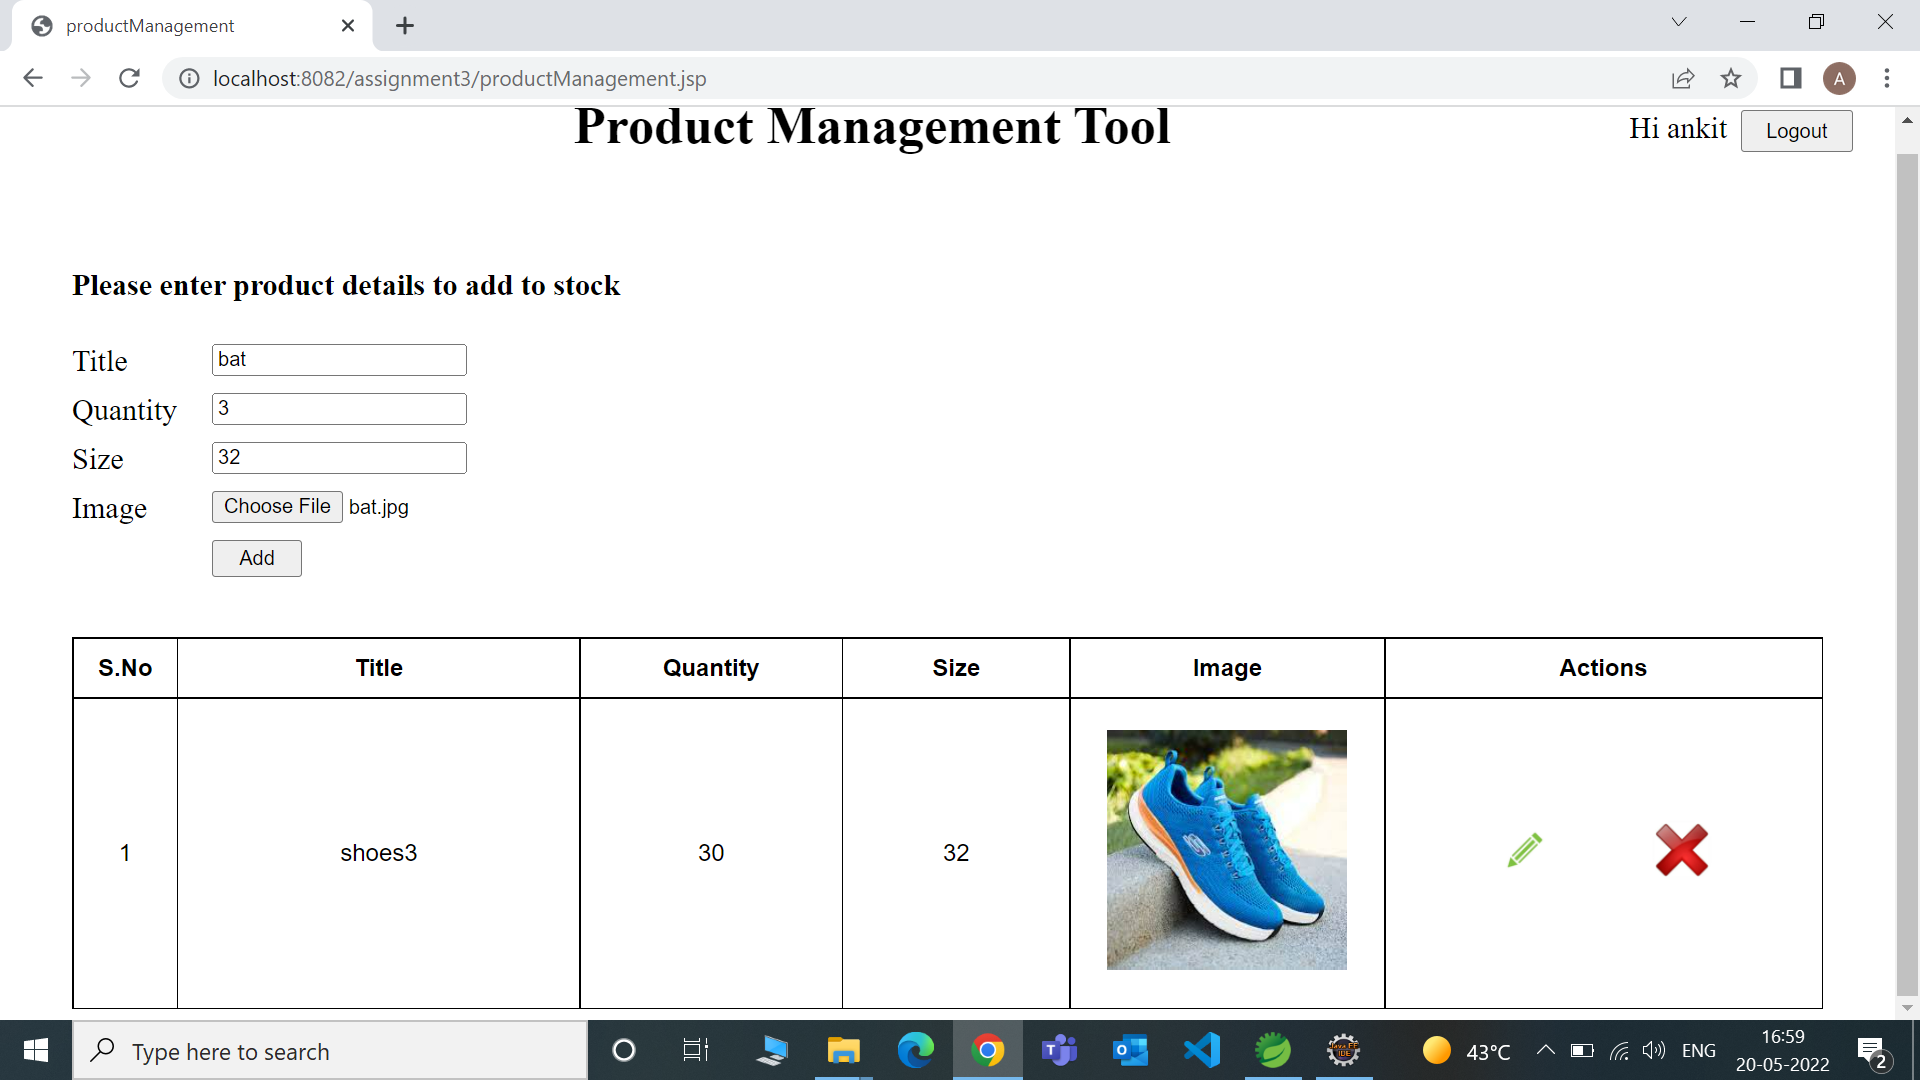 productManagement
localhost:8082/assignment3/productManagement.jsp
A
Product Management Tool
Hi ankit
Logout
Please enter product details to add to stock
Title bat
Quantity 3
Size 32
Image Choose File bat.jpg
Add
S.No Title Quantity Size Image Actions
1 shoes3 30 32
Type here to search
43°C
ENG
16:59
20-05-2022
2